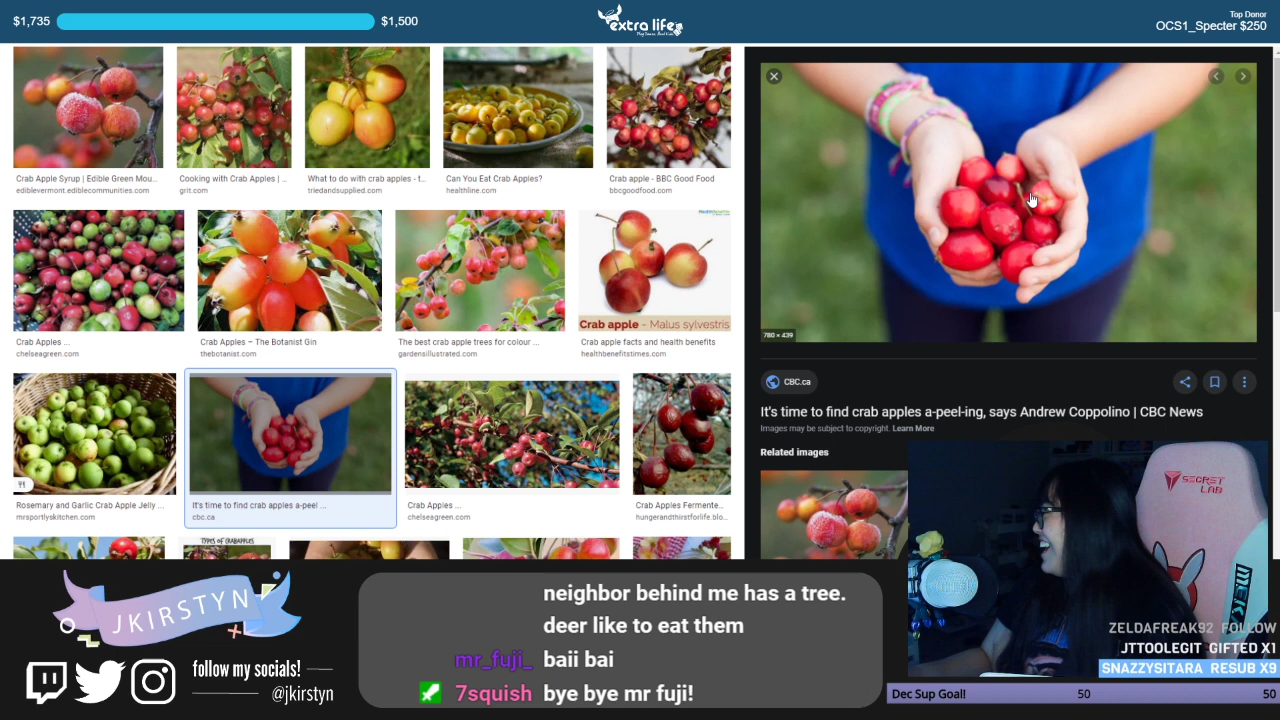 $1,735
$1,500
extra life
Play Games. Heal Kids.
Top Donor
OCS1_Specter $250
Crab Apple Syrup | Edible Green Mou...
ediblevermont.ediblecommunities.com
Cooking with Crab Apples | ...
grit.com
What to do with crab apples - t...
triedandsupplied.com
Can You Eat Crab Apples?
healthline.com
Crab apple - BBC Good Food
bbcgoodfood.com
780 × 439
Crab apple - Malus sylvestris
Crab Apples ...
chelseagreen.com
Crab Apples – The Botanist Gin
thebotanist.com
The best crab apple trees for colour ...
gardensillustrated.com
Crab apple facts and health benefits
healthbenefitstimes.com
CBC.ca
It's time to find crab apples a-peel-ing, says Andrew Coppolino | CBC News
Images may be subject to copyright. Learn More
Related images
Rosemary and Garlic Crab Apple Jelly ...
mrsportlyskitchen.com
It's time to find crab apples a-peel ...
cbc.ca
Crab Apples ...
chelseagreen.com
Crab Apples Fermente...
hungerandthirstforlife.blo...
TYPES OF CRABAPPLES
SECRET
LAB
JKIRSTYN
follow my socials!
@jkirstyn
neighbor behind me has a tree.
deer like to eat them
mr_fuji_ baii bai
7squish bye bye mr fuji!
ZELDAFREAK92 FOLLOW
JTTOOLEGIT GIFTED X1
SNAZZYSITARA RESUB X9
Dec Sup Goal! 50 50